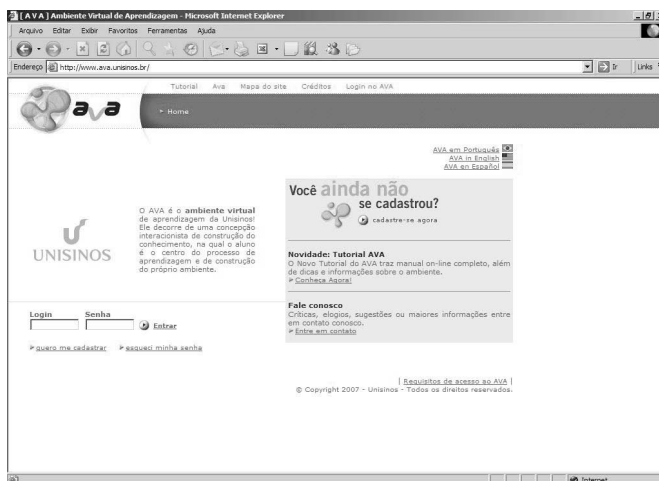 [ A V A ] Ambiente Virtual de Aprendizagem - Microsoft Internet Explorer
Arquivo Editar Exibir Favoritos Ferramentas Ajuda
Endereço http://www.ava.unisinos.br/ Ir Links
Tutorial Ava Mapa do site Créditos Login no AVA
ava
Home
AVA em Português
AVA in English
AVA en Español
Você ainda não
se cadastrou?
cadastre-se agora
UNISINOS
O AVA é o ambiente virtual
de aprendizagem da Unisinos!
Ele decorre de uma concepção
interacionista de construção do
conhecimento, na qual o aluno
é o centro do processo de
aprendizagem e de construção
do próprio ambiente.
Novidade: Tutorial AVA
O Novo Tutorial do AVA traz manual on-line completo, além
de dicas e informações sobre o ambiente.
Conheça Agora!
Fale conosco
Críticas, elogios, sugestões ou maiores informações entre
em contato conosco.
Entre em contato
Login Senha
Entrar
quero me cadastrar esqueci minha senha
| Requisitos de acesso ao AVA |
© Copyright 2007 - Unisinos - Todos os direitos reservados.
Internet